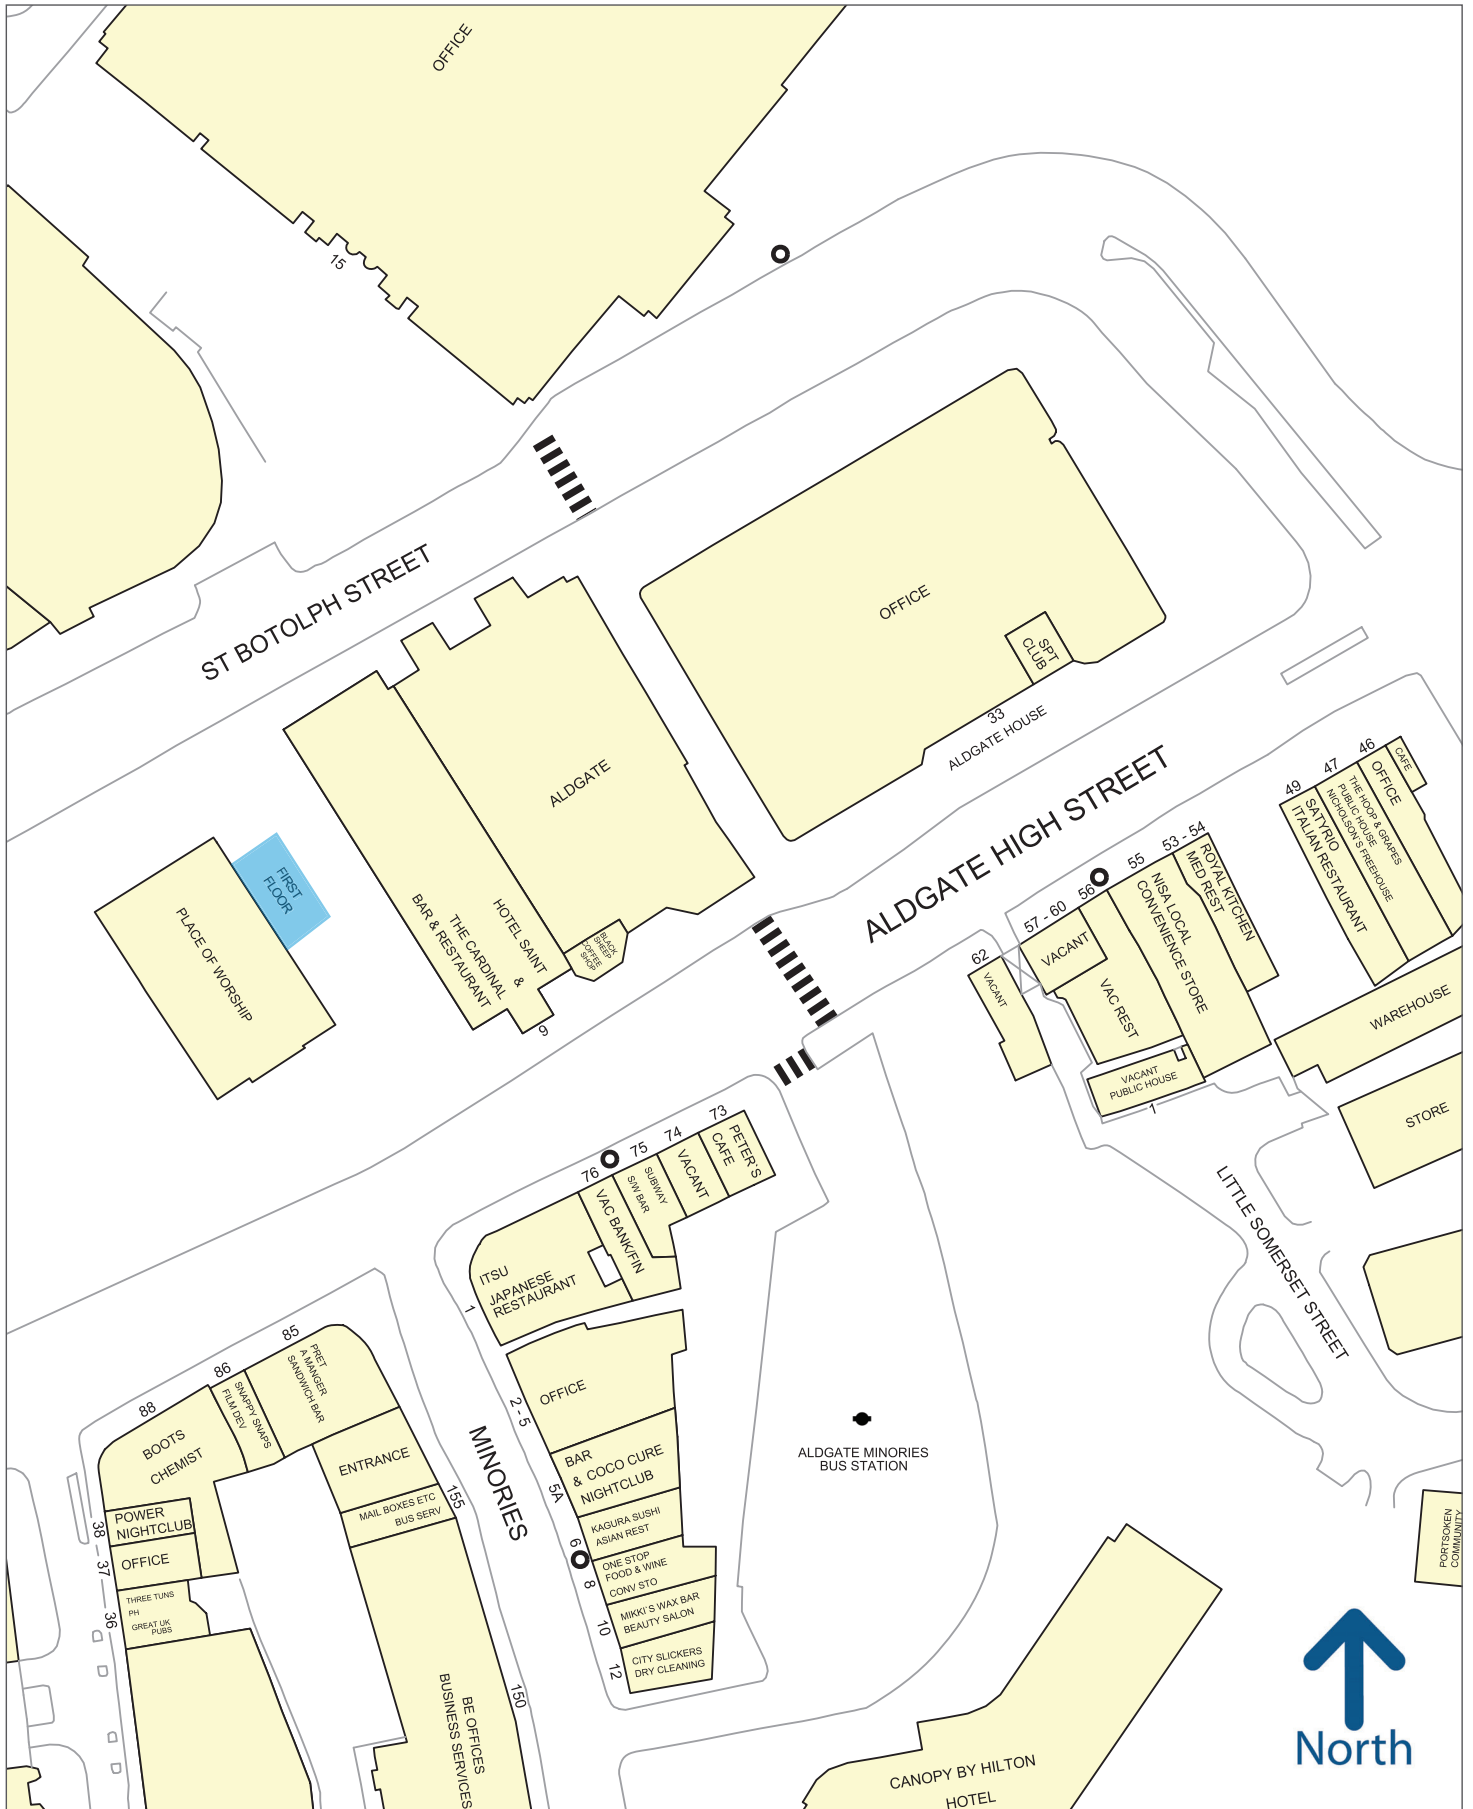 OFFICE
15
ST BOTOLPH STREET
OFFICE
SPT
CLUB
33
ALDGATE HOUSE
ALDGATE
ALDGATE HIGH STREET
FIRST
FLOOR
PLACE OF WORSHIP
HOTEL SAINT
&
THE CARDINAL
BAR & RESTAURANT
BLACK
SHEEP
COFFEE
SHOP
9
46
47
49
CAFE
OFFICE
THE HOOP & GRAPES
PUBLIC HOUSE
NICHOLSON'S FREEHOUSE
SATYRIO
ITALIAN RESTAURANT
53 - 54
55
56
57 - 60
62
ROYAL KITCHEN
MED REST
NISA LOCAL
CONVENIENCE STORE
VACANT
VAC REST
VACANT
VACANT
PUBLIC HOUSE
1
WAREHOUSE
STORE
LITTLE SOMERSET STREET
73
74
75
76
PETER'S
CAFE
VACANT
SUBWAY
S/W BAR
VAC BANK/FIN
ITSU
JAPANESE
RESTAURANT
1
OFFICE
2 - 5
BAR
& COCO CURE
NIGHTCLUB
5A
KAGURA SUSHI
ASIAN REST
6
ONE STOP
FOOD & WINE
CONV STO
8
MIKKI'S WAX BAR
BEAUTY SALON
10
CITY SLICKERS
DRY CLEANING
12
MINORIES
ALDGATE MINORIES
BUS STATION
85
86
88
PRET
A MANGER
SANDWICH BAR
SNAPPY SNAPS
FILM DEV
BOOTS
CHEMIST
ENTRANCE
MAIL BOXES ETC
BUS SERV
155
POWER
NIGHTCLUB
38
OFFICE
37
THREE TUNS
PH
GREAT UK
PUBS
36
BE OFFICES
BUSINESS SERVICES
150
CANOPY BY HILTON
HOTEL
PORTSOKEN
COMMUNITY
North